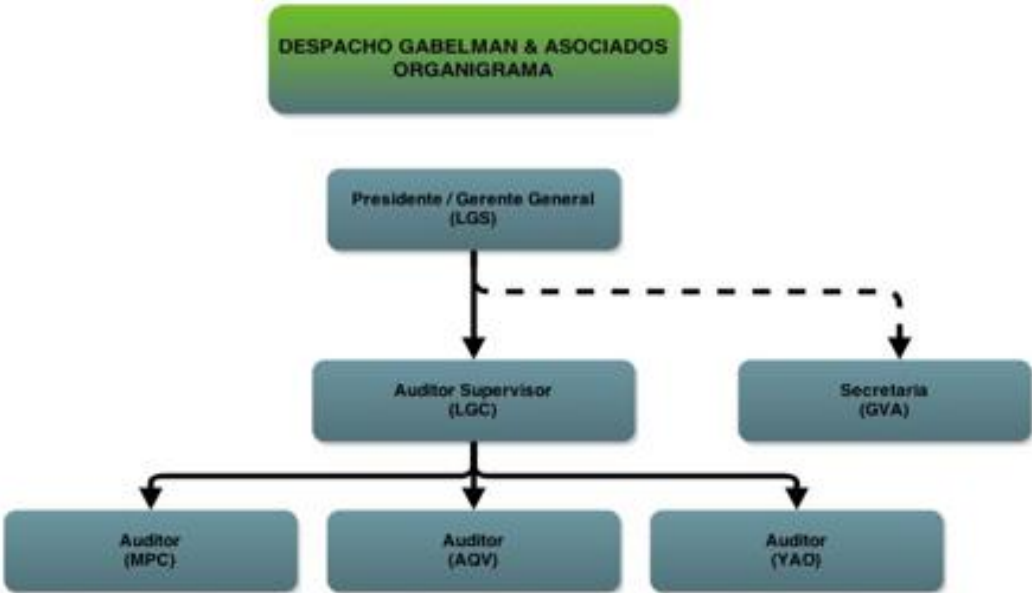 DESPACHO GABELMAN & ASOCIADOS
ORGANIGRAMA
Presidente / Gerente General
(LGS)
Auditor Supervisor
(LGC)
Secretaria
(GVA)
Auditor
(MPC)
Auditor
(AQV)
Auditor
(YAO)